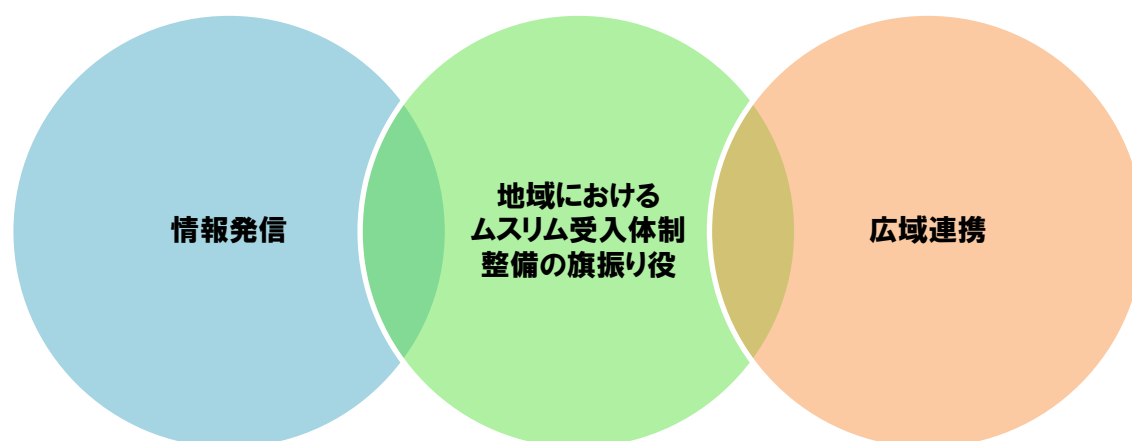 情報発信
地域における
ムスリム受入体制
整備の旗振り役
広域連携